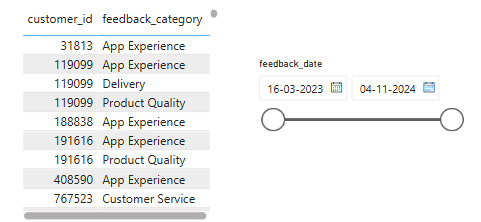 customer_id feedback_category
31813 App Experience
119099 App Experience
119099 Delivery
119099 Product Quality
188838 App Experience
191616 App Experience
191616 Product Quality
408590 App Experience
767523 Customer Service
feedback_date
16-03-2023 04-11-2024